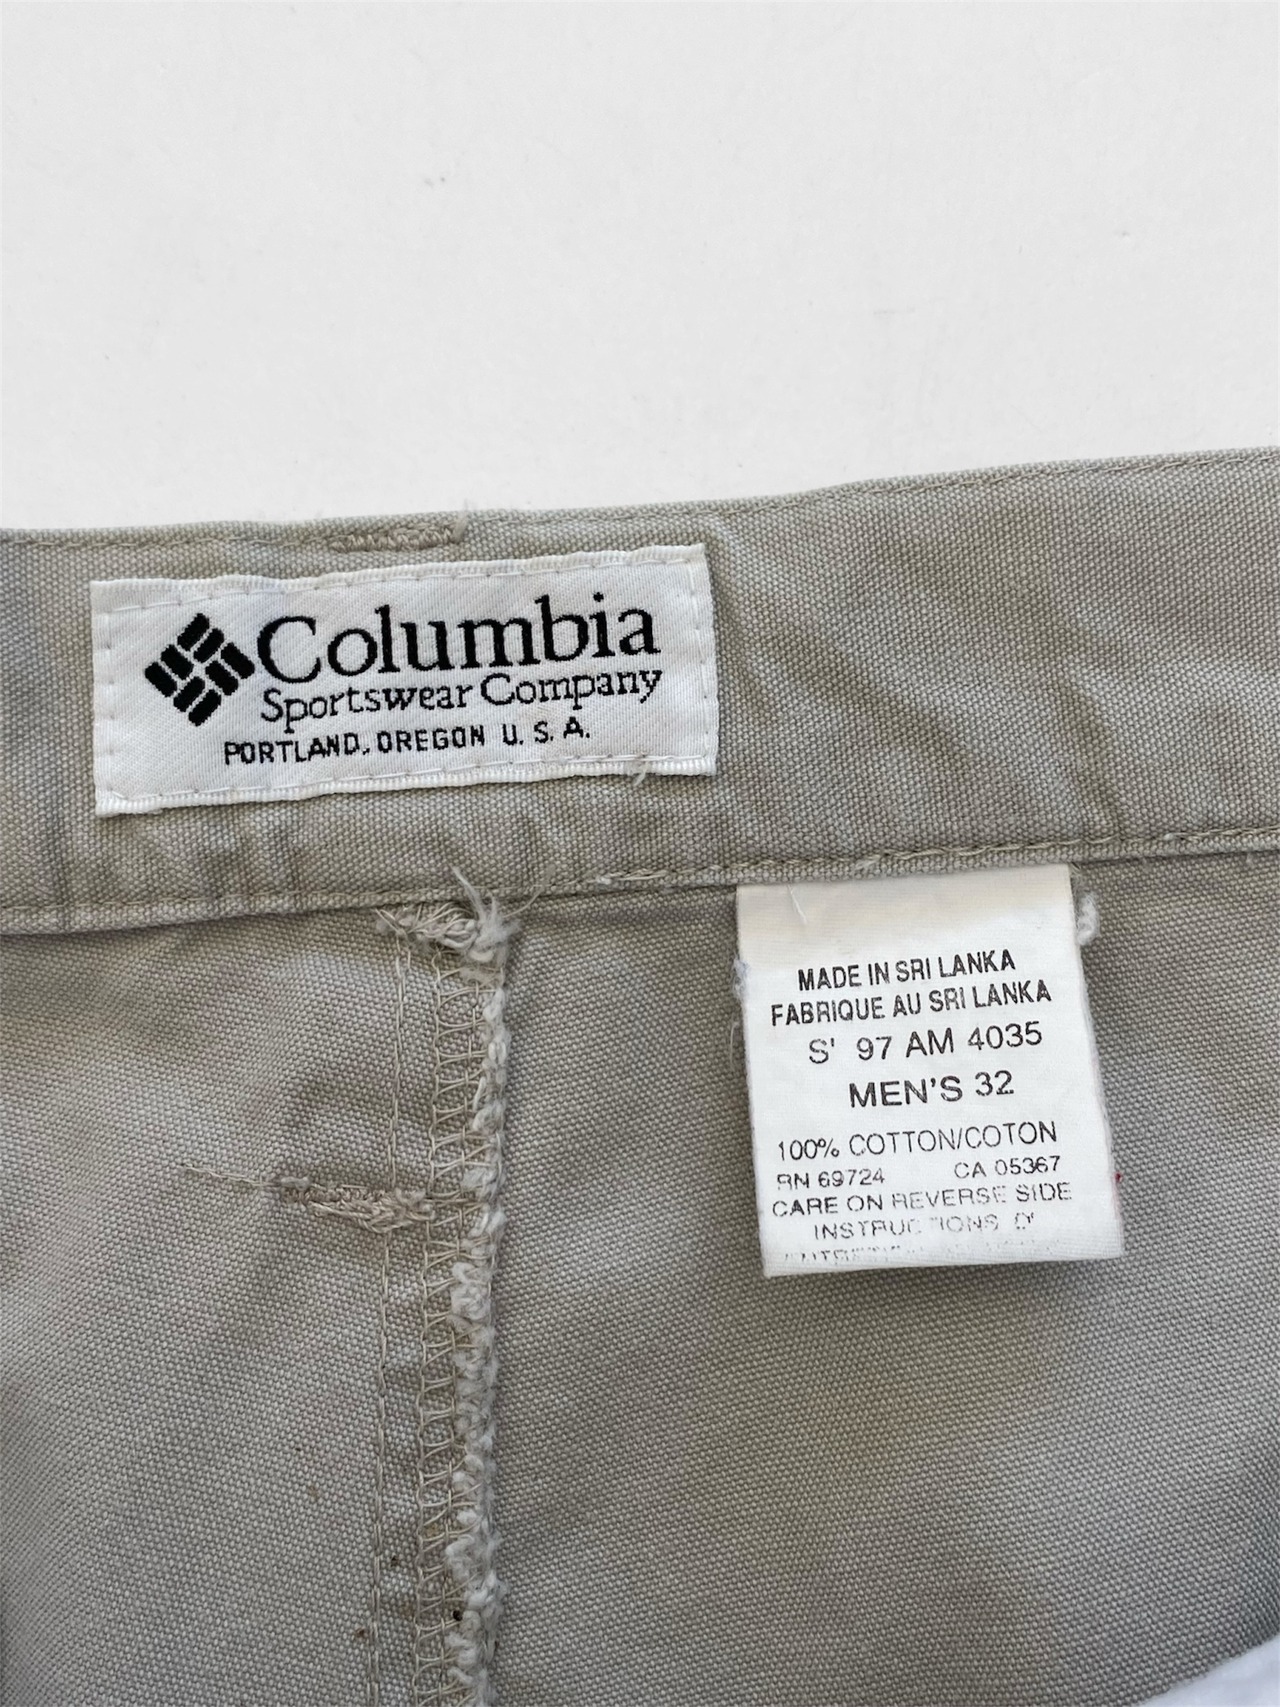 Columbia
Sportswear Company
PORTLAND, OREGON U. S. A.
MADE IN SRI LANKA
FABRIQUE AU SRI LANKA
S' 97 AM 4035
MEN'S 32
100% COTTON/COTON
RN 69724 CA 05367
CARE ON REVERSE SIDE
INSTRUCTIONS D'